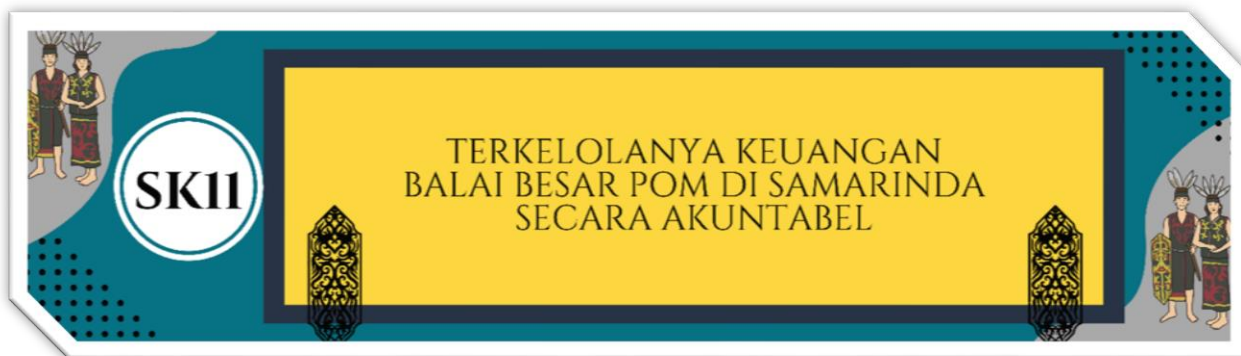 SK11
TERKELOLANYA KEUANGAN
BALAI BESAR POM DI SAMARINDA
SECARA AKUNTABEL